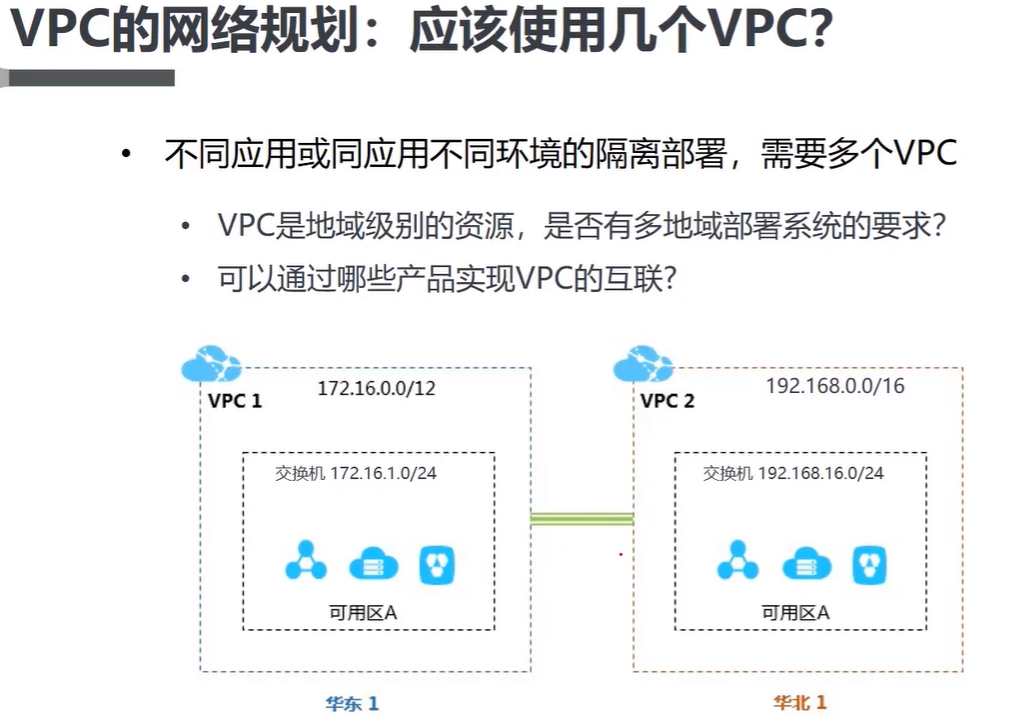 VPC的网络规划：应该使用几个VPC？
• 不同应用或同应用不同环境的隔离部署，需要多个VPC
• VPC是地域级别的资源，是否有多地域部署系统的要求？
• 可以通过哪些产品实现VPC的互联？
VPC 1
172.16.0.0/12
交换机 172.16.1.0/24
可用区A
华东 1
VPC 2
192.168.0.0/16
交换机 192.168.16.0/24
可用区A
华北 1